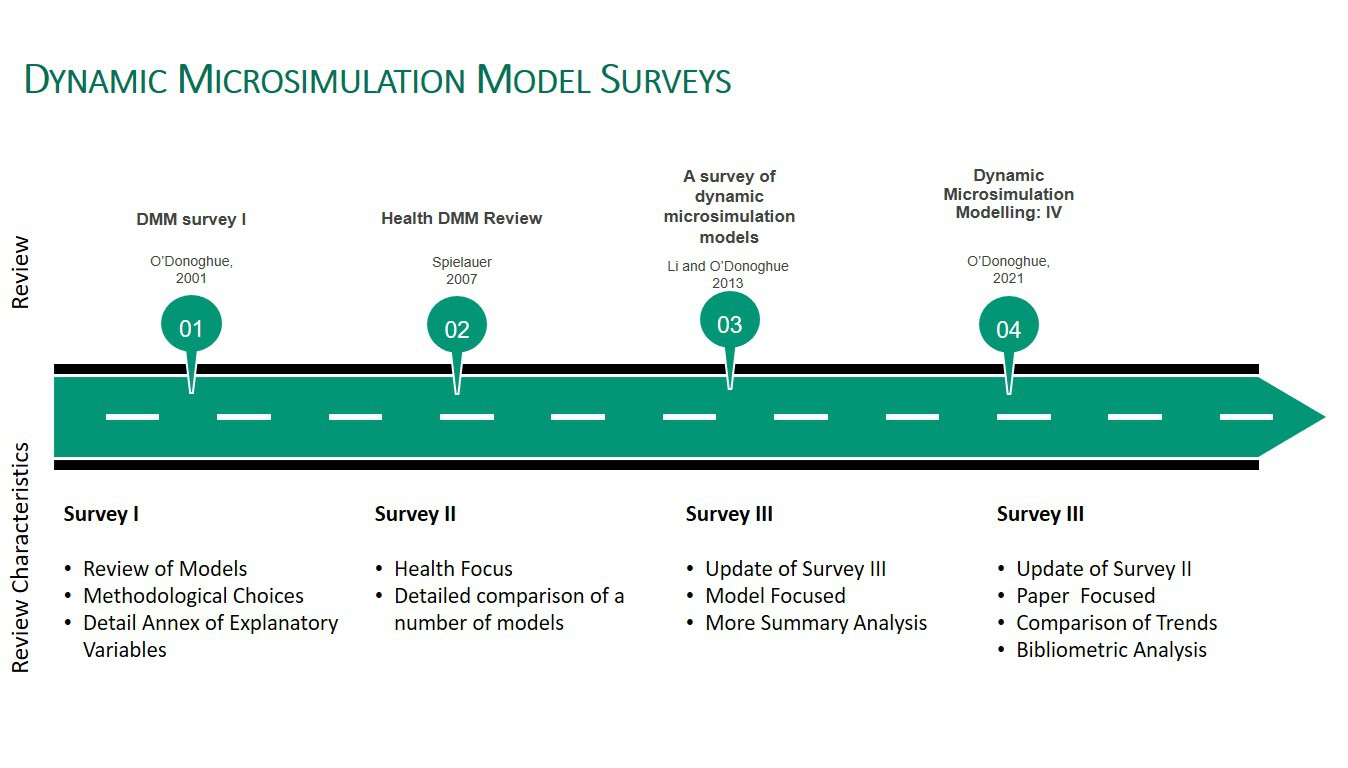 DYNAMIC MICROSIMULATION MODEL SURVEYS
Review
DMM survey I
O'Donoghue,
2001
01
Health DMM Review
Spielauer
2007
02
A survey of
dynamic
microsimulation
models
Li and O'Donoghue
2013
03
Dynamic
Microsimulation
Modelling: IV
O'Donoghue,
2021
04
Review Characteristics
Survey I
• Review of Models
• Methodological Choices
• Detail Annex of Explanatory
Variables
Survey II
• Health Focus
• Detailed comparison of a
number of models
Survey III
• Update of Survey III
• Model Focused
• More Summary Analysis
Survey III
• Update of Survey II
• Paper  Focused
• Comparison of Trends
• Bibliometric Analysis